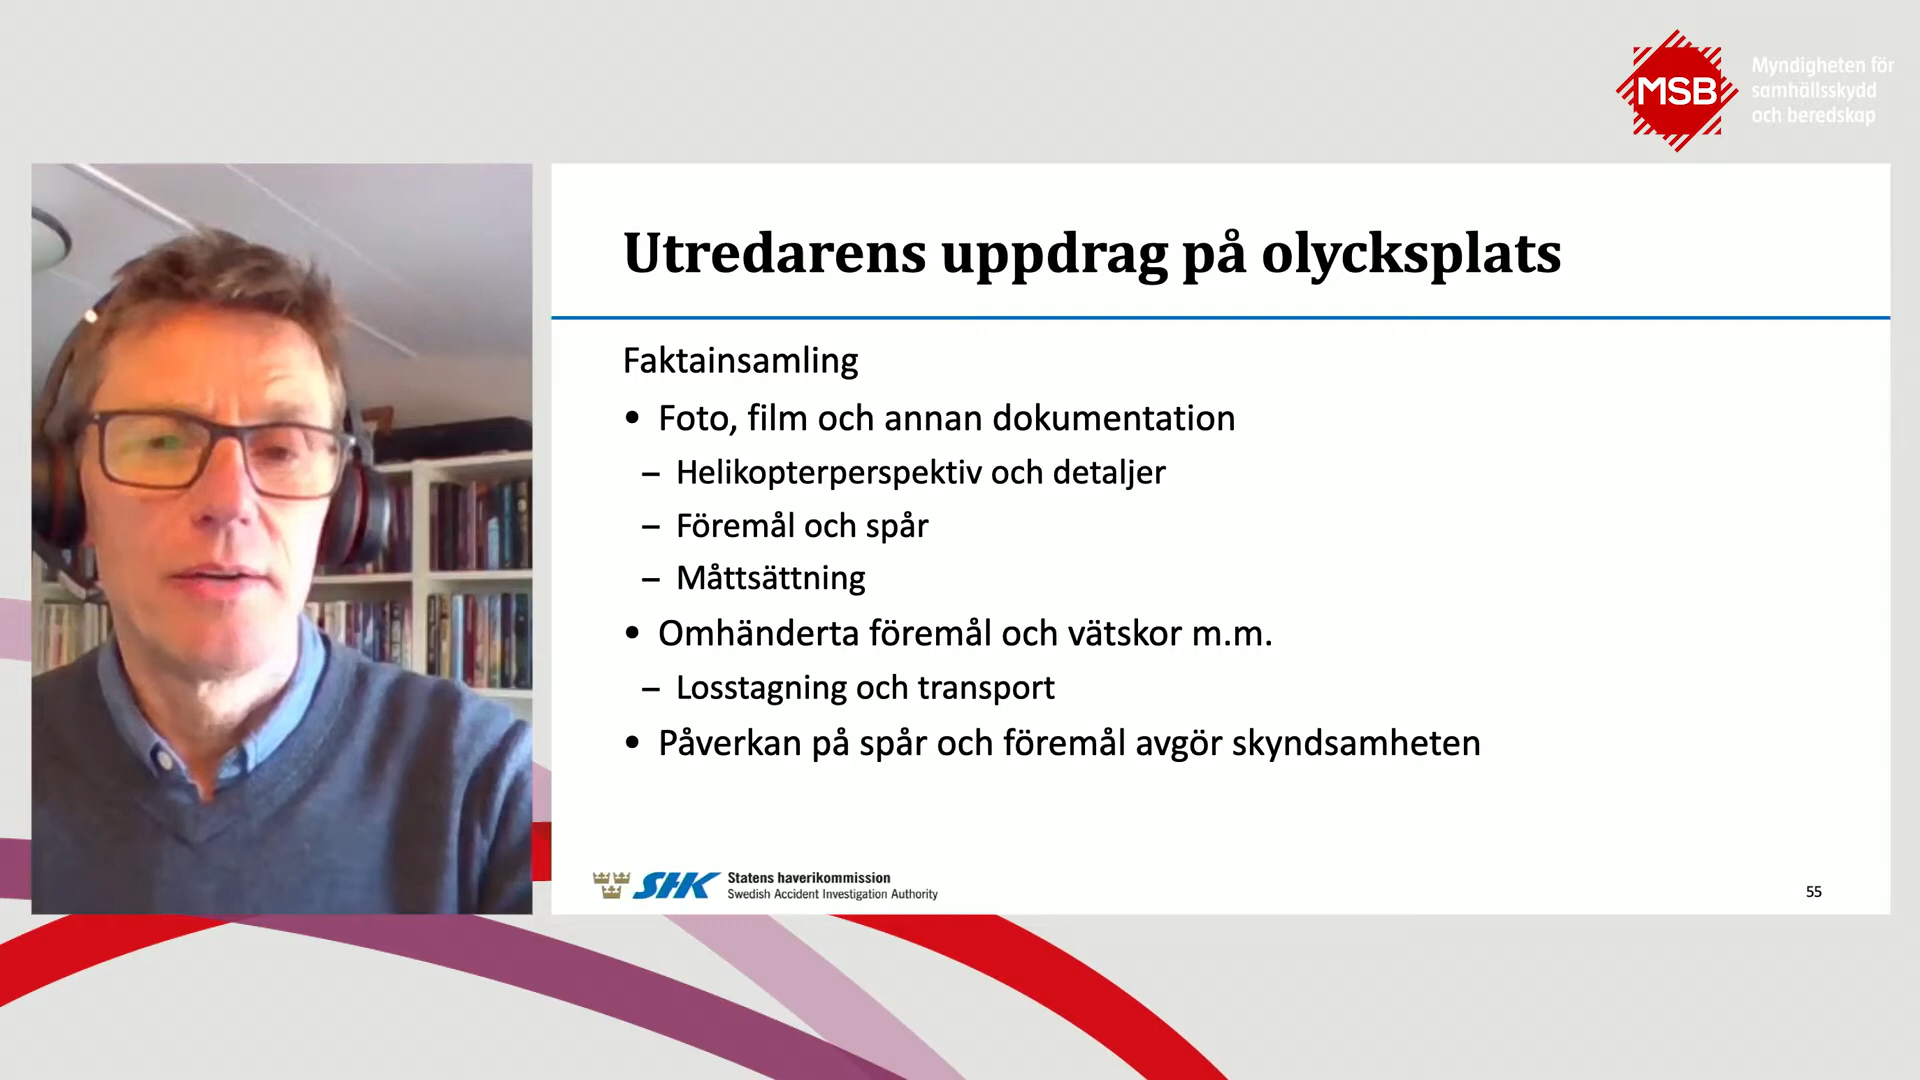 MSB
Myndigheten för
samhällsskydd
och beredskap
Utredarens uppdrag på olycksplats
Faktainsamling
• Foto, film och annan dokumentation
– Helikopterperspektiv och detaljer
– Föremål och spår
– Måttsättning
• Omhänderta föremål och vätskor m.m.
– Losstagning och transport
• Påverkan på spår och föremål avgör skyndsamheten
SHK
Statens haverikommission
Swedish Accident Investigation Authority
55